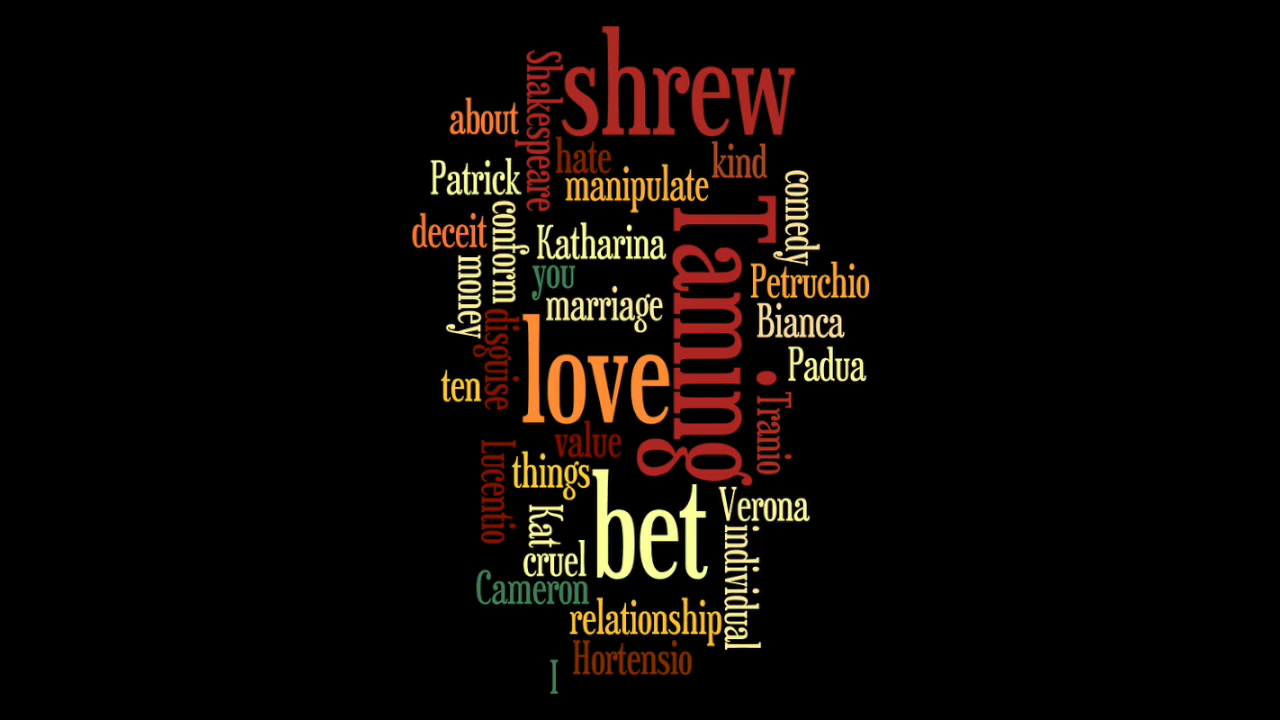 shrew
Shakespeare
about
hate
kind
Patrick
manipulate
comedy
conform
Taming
deceit
Katharina
money
you
Petruchio
marriage
Bianca
disguise
love
Padua
ten
.
Tranio
value
Lucentio
things
bet
Verona
Kat
cruel
individual
Cameron
relationship
Hortensio
I